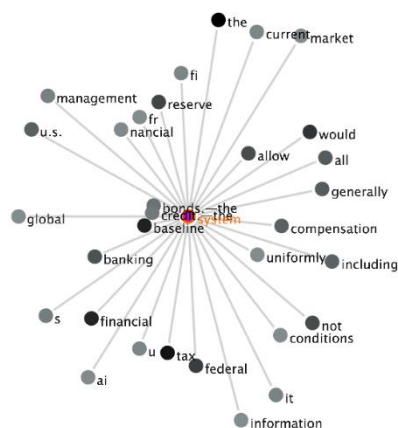 the
current
market
fi
management
reserve
fr
nancial
u.s.
would
allow
all
generally
bonds.—the
credit.—the
system
global
baseline
compensation
banking
uniformly
including
s
financial
not
conditions
u
tax
federal
ai
it
information